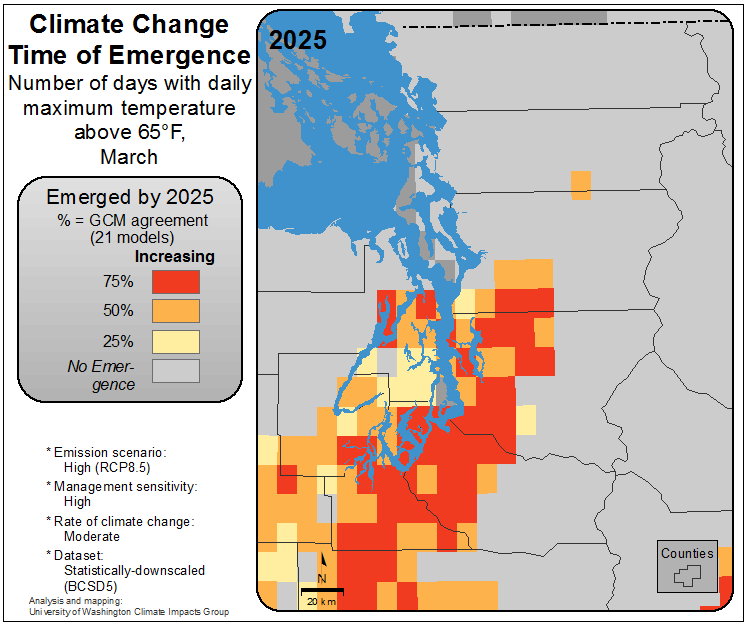 Climate Change
Time of Emergence
Number of days with daily
maximum temperature
above 65°F,
March
Emerged by 2025
% = GCM agreement
(21 models)
Increasing
75%
50%
25%
No Emer-
gence
* Emission scenario:
High (RCP8.5)
* Management sensitivity:
High
* Rate of climate change:
Moderate
* Dataset:
Statistically-downscaled
(BCSD5)
Analysis and mapping:
University of Washington Climate Impacts Group
2025
N
20 km
Counties